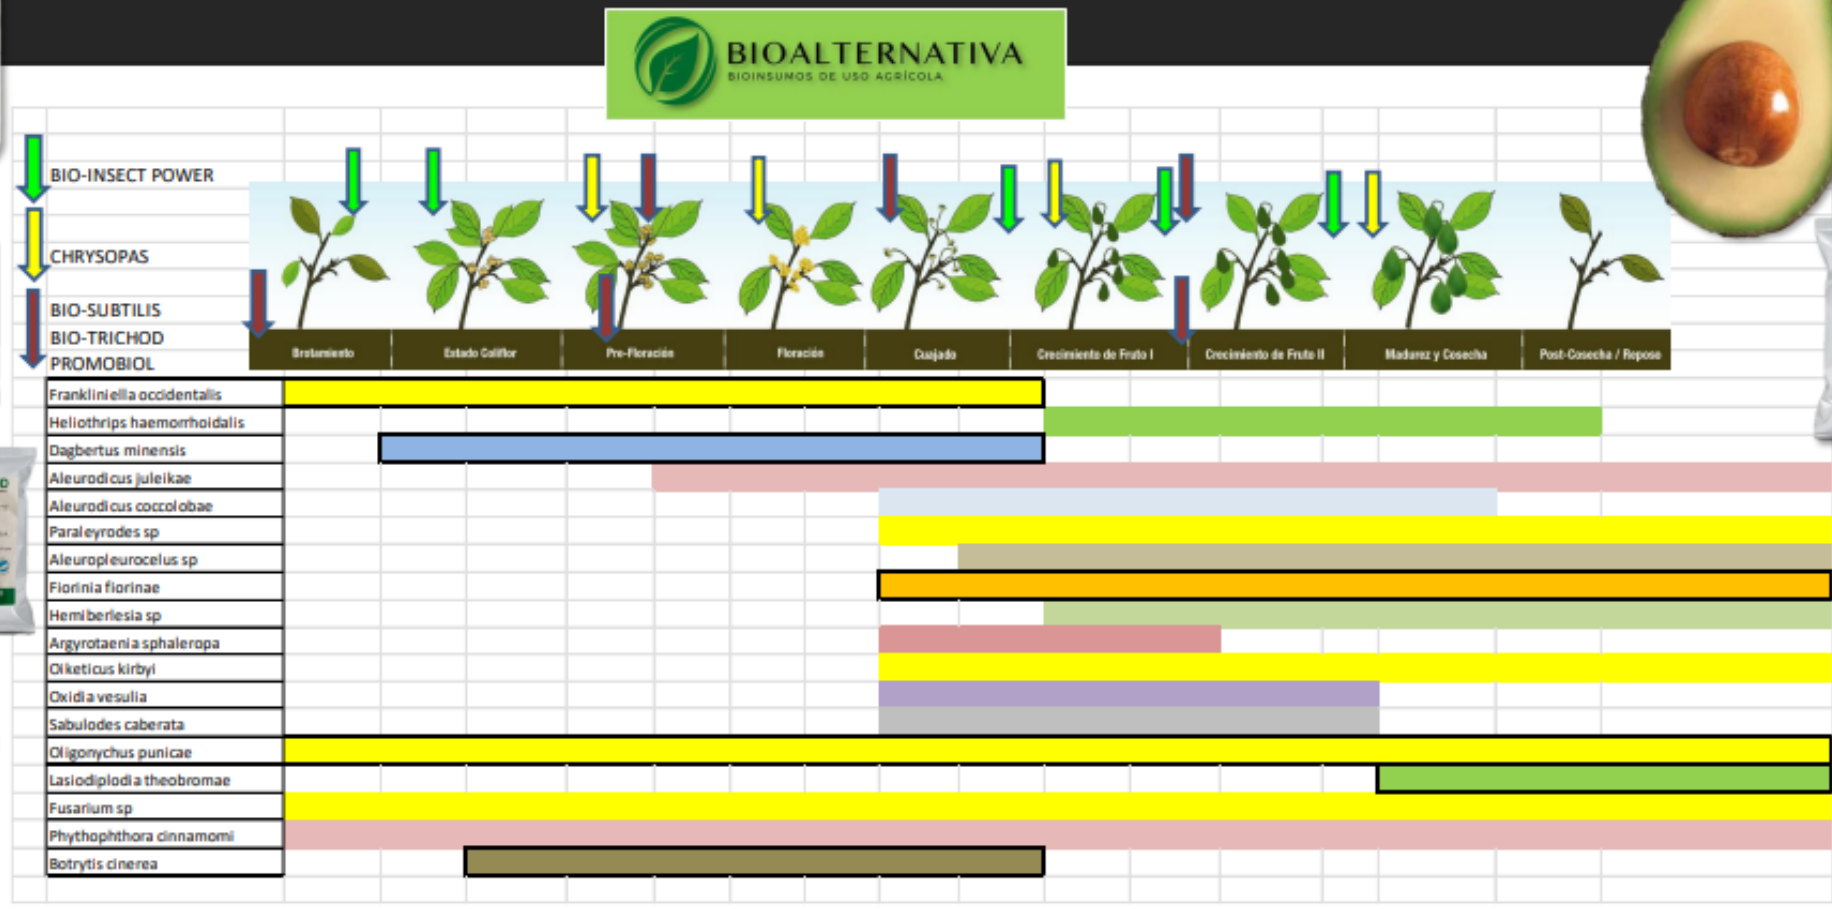 BIOALTERNATIVA
BIOINSUMOS DE USO AGRÍCOLA
BIO-INSECT POWER
CHRYSOPAS
BIO-SUBTILIS
BIO-TRICHOD
PROMOBIOL
Brotamiento
Estado Coliflor
Pre-Floración
Floración
Cuajado
Crecimiento de Fruto I
Crecimiento de Fruto II
Madurez y Cosecha
Post-Cosecha / Reposo
Frankliniella occidentalis
Heliothrips haemorrhoidalis
Dagbertus minensis
Aleurodicus juleikae
Aleurodicus coccolobae
Paraleyrodes sp
Aleuropleurocelus sp
Fiorinia fiorinae
Hemiberlesia sp
Argyrotaenia sphaleropa
Oiketicus kirbyi
Oxidia vesulia
Sabulodes caberata
Oligonychus punicae
Lasiodiplodia theobromae
Fusarium sp
Phythophthora cinnamomi
Botrytis cinerea